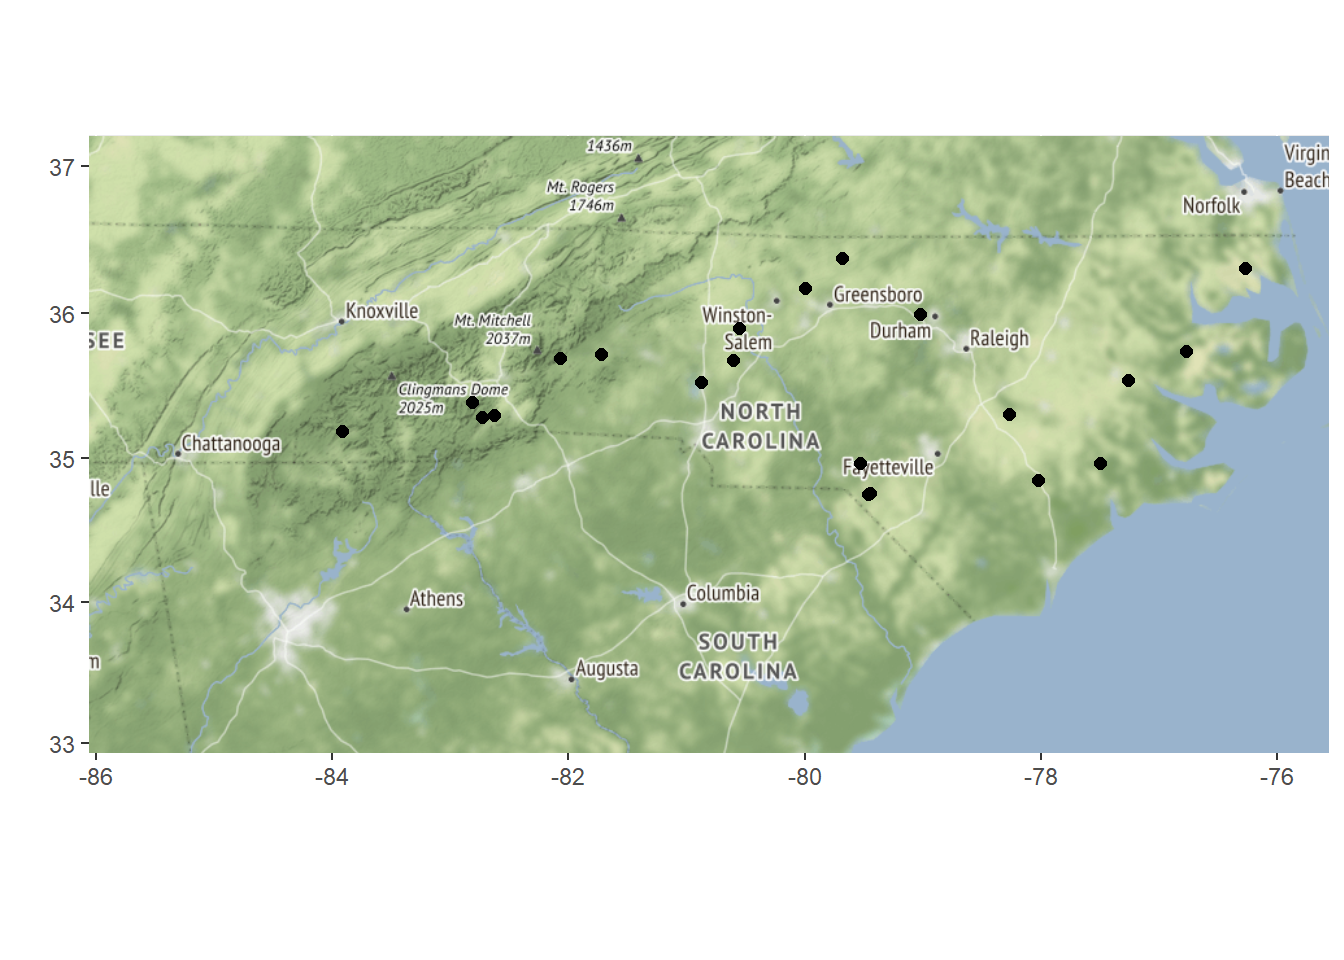 37
36
35
34
33
-86
-84
-82
-80
-78
-76
1436m
Virgin
Beach
Mt. Rogers
1746m
Norfolk
Knoxville
Greensboro
Winston-
Salem
Mt. Mitchell
2037m
Durham
Raleigh
SEE
Clingmans Dome
2025m
NORTH
CAROLINA
Chattanooga
Fayetteville
lle
Athens
Columbia
SOUTH
CAROLINA
m
Augusta